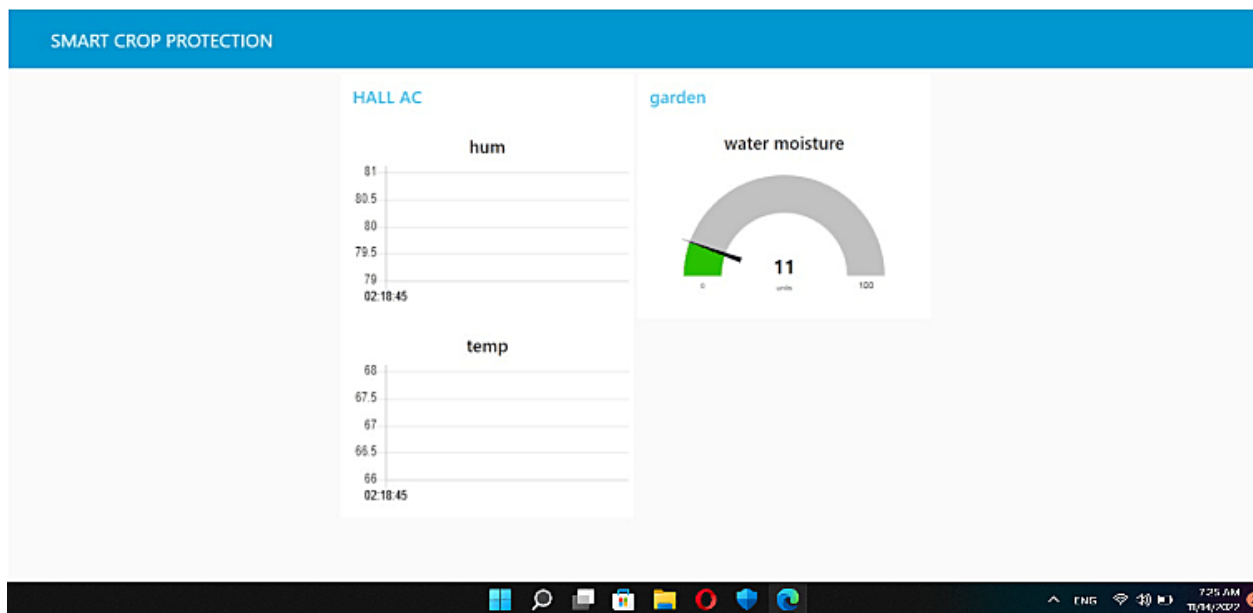 SMART CROP PROTECTION
HALL AC
hum
81
80.5
80
79.5
79
02:18:45
temp
68
67.5
67
66.5
66
02:18:45
garden
water moisture
11
units
0
100
ENG
7:25 AM